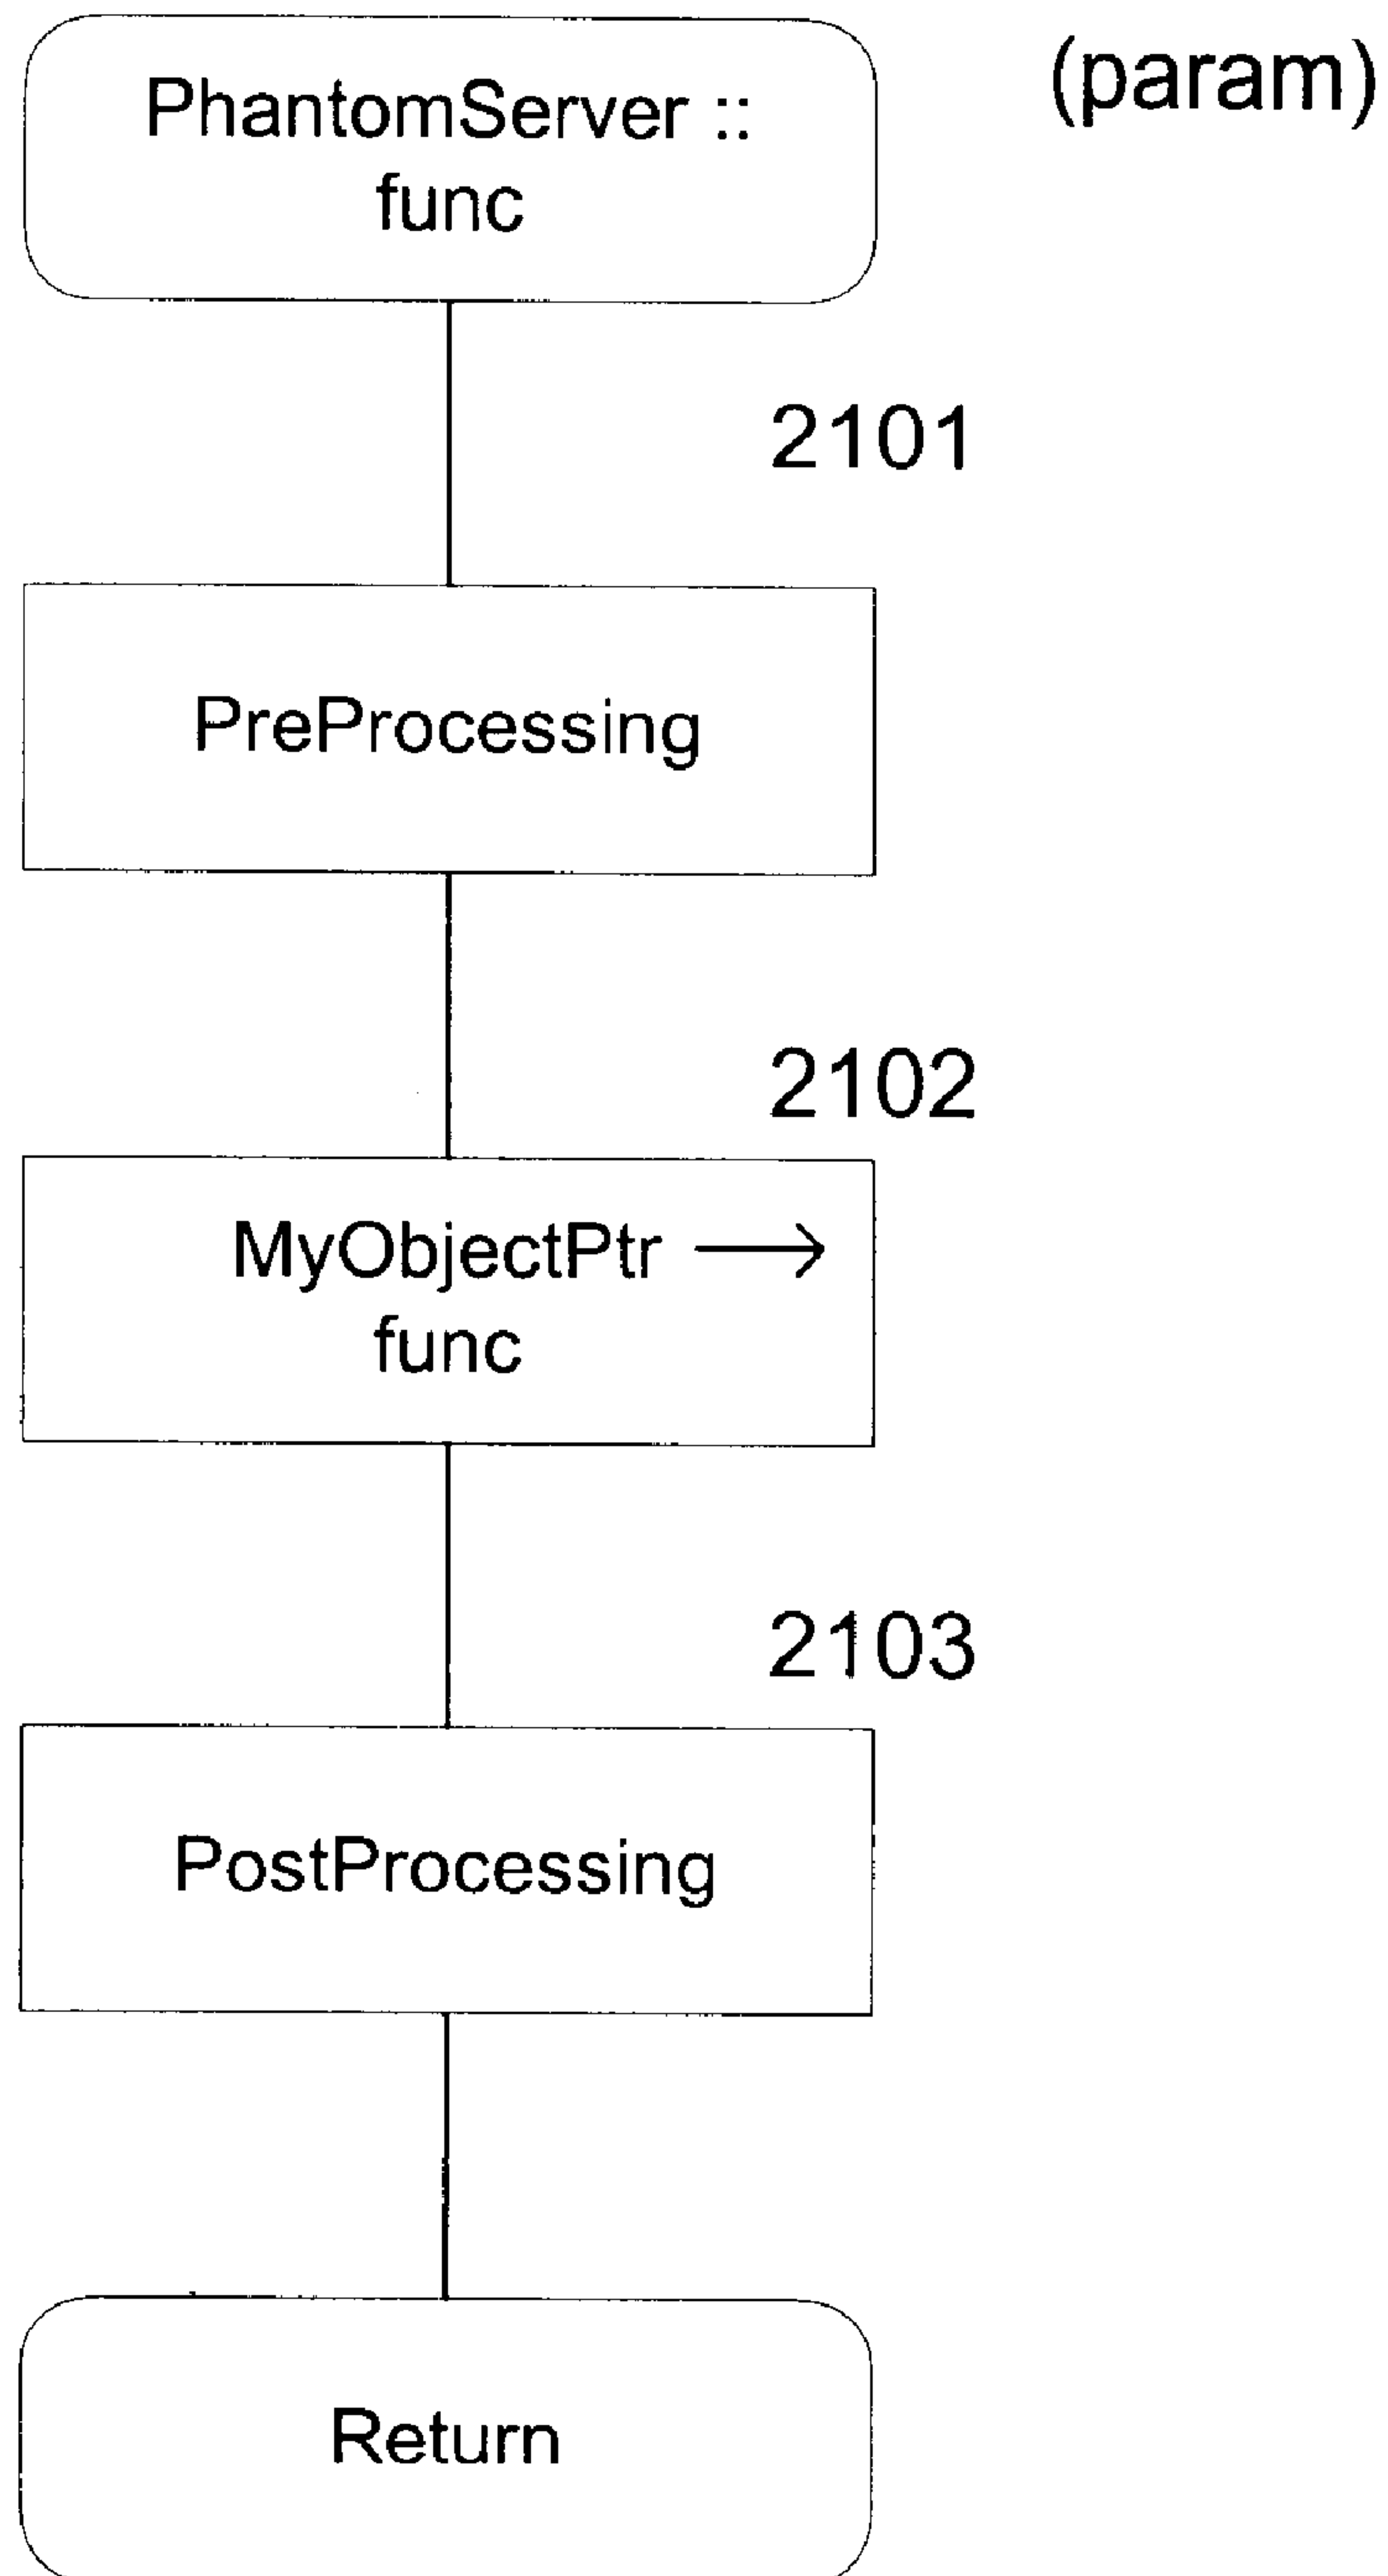 PhantomServer ::
func
(param)
2101
PreProcessing
2102
MyObjectPtr →
func
2103
PostProcessing
Return